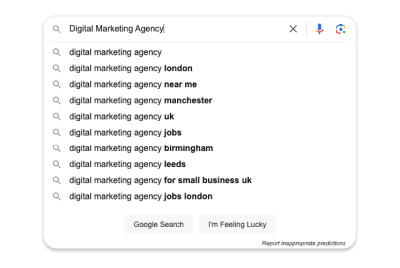 Digital Marketing Agency
digital marketing agency
digital marketing agency london
digital marketing agency near me
digital marketing agency manchester
digital marketing agency uk
digital marketing agency jobs
digital marketing agency birmingham
digital marketing agency leeds
digital marketing agency for small business uk
digital marketing agency jobs london
Google Search I'm Feeling Lucky
Report inappropriate predictions